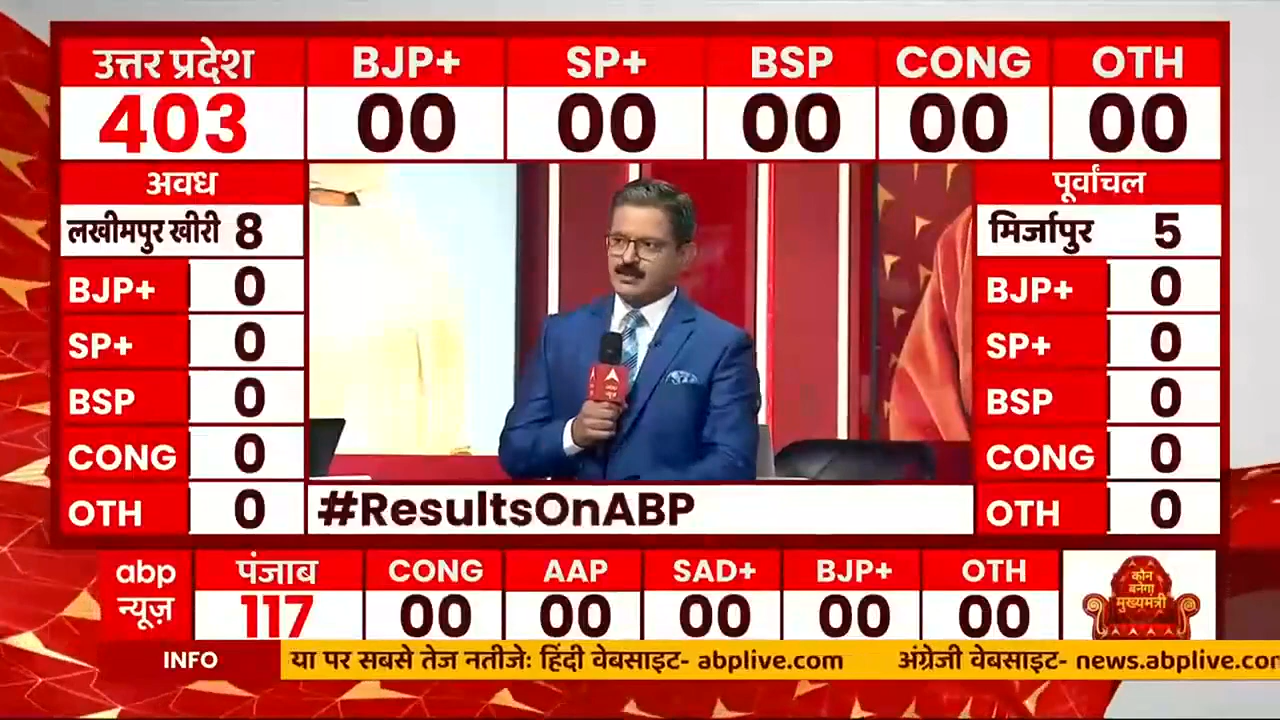 उत्तर प्रदेश BJP+ SP+ BSP CONG OTH
403 00 00 00 00 00
अवध
लखीमपुर खीरी 8
BJP+ 0
SP+ 0
BSP 0
CONG 0
OTH 0
पूर्वांचल
मिर्जापुर 5
BJP+ 0
SP+ 0
BSP 0
CONG 0
OTH 0
#ResultsOnABP
abp
न्यूज़
पंजाब CONG AAP SAD+ BJP+ OTH
117 00 00 00 00 00
कौन
बनेगा
मुख्यमंत्री
INFO या पर सबसे तेज नतीजेः हिंदी वेबसाइट- abplive.com अंग्रेजी वेबसाइट- news.abplive.com